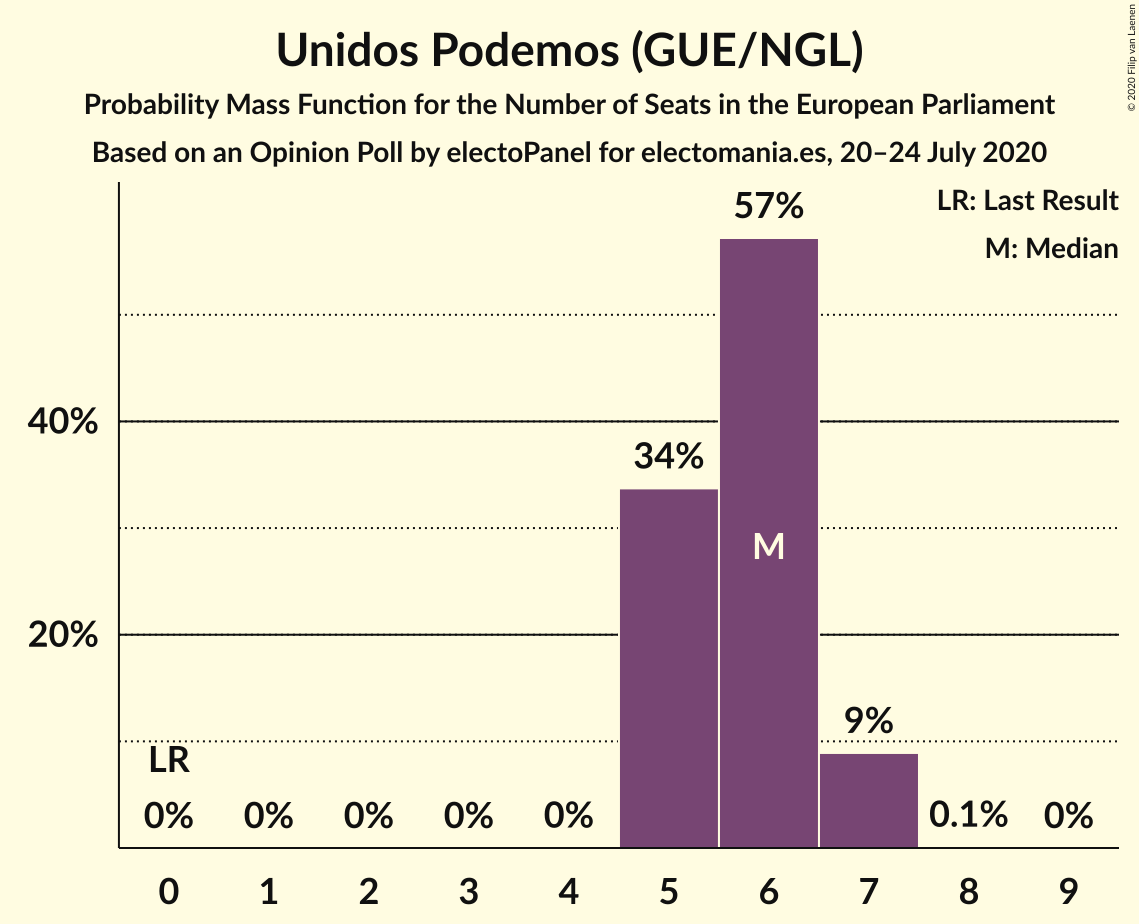 © 2020 Filip van Laenen
Unidos Podemos (GUE/NGL)
Probability Mass Function for the Number of Seats in the European Parliament
Based on an Opinion Poll by electoPanel for electomania.es, 20–24 July 2020
LR: Last Result
57%
M: Median
40%
34%
M
20%
9%
LR
0% 0% 0% 0% 0% 0.1% 0%
0 1 2 3 4 5 6 7 8 9